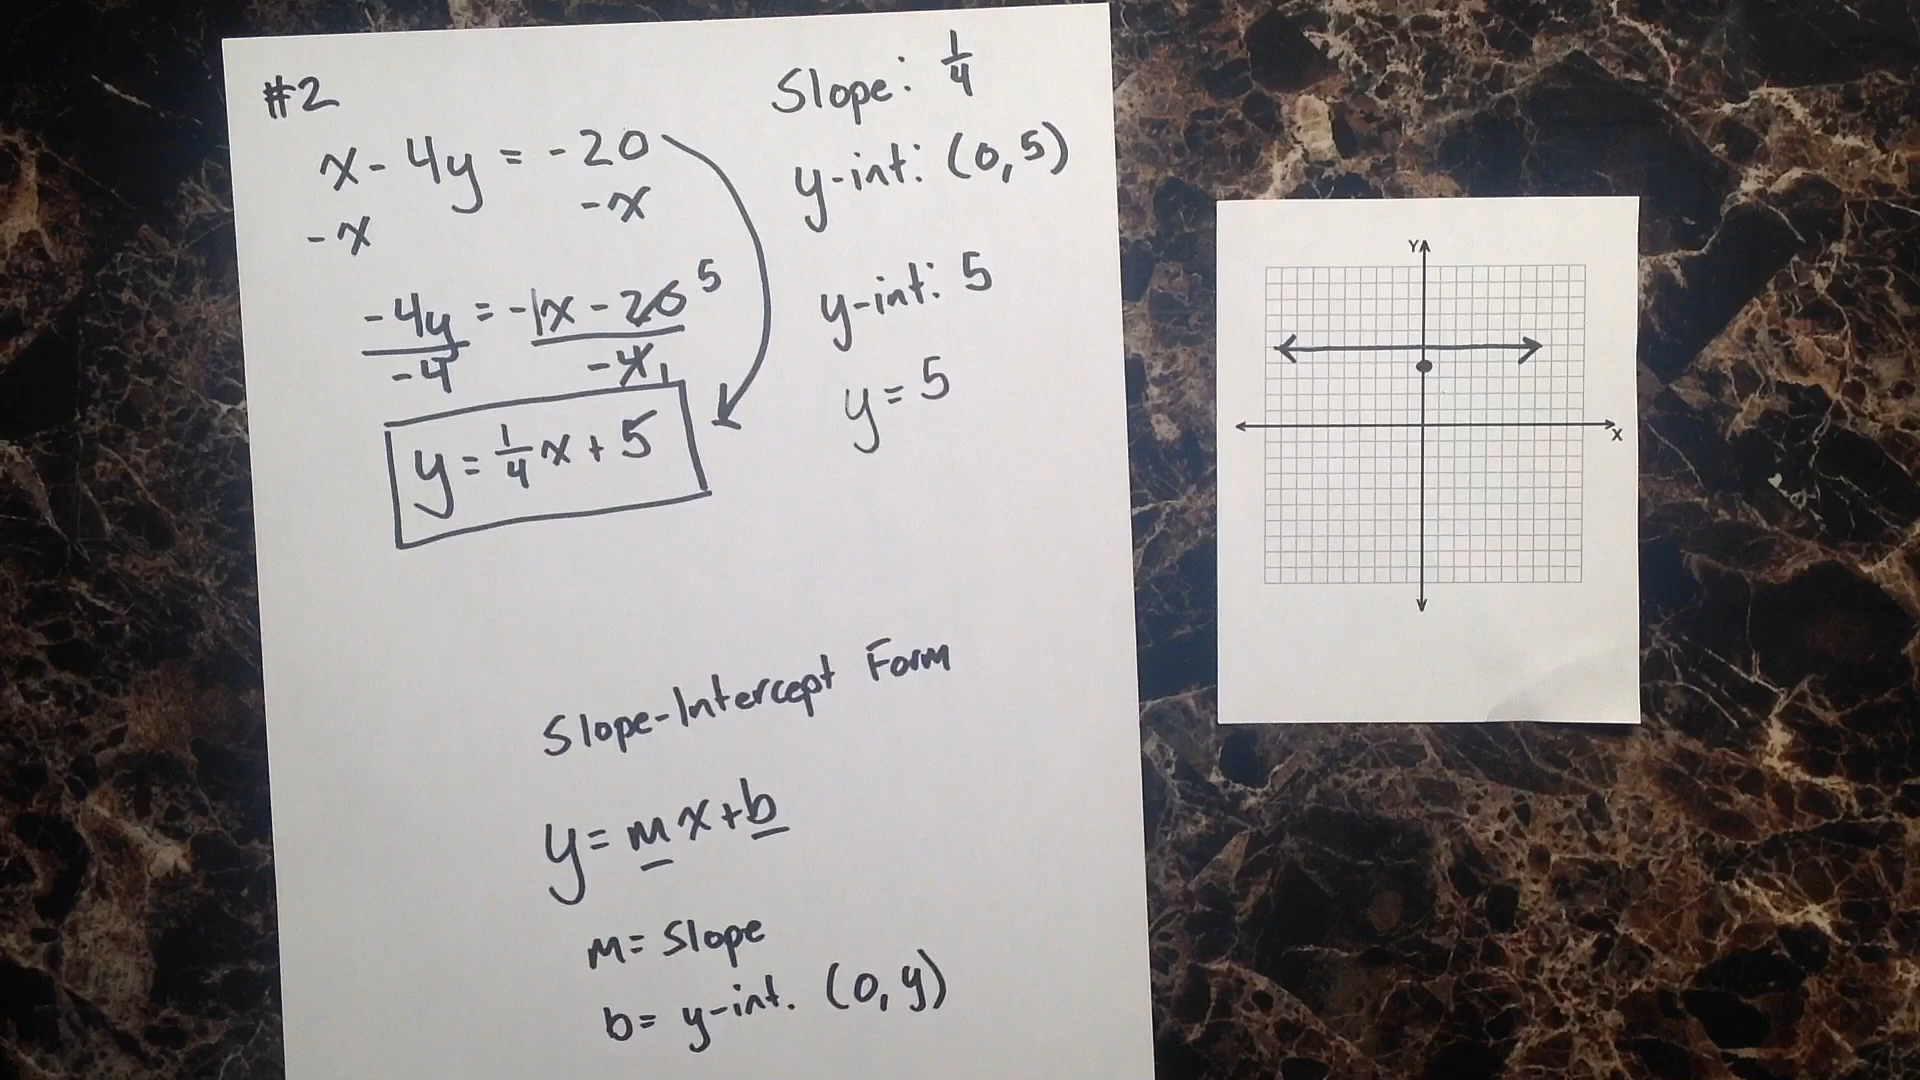 #2
x - 4y = -20
-x -x
-4y = -1x - 20 5
-4 -4 1
y = 1/4 x + 5
Slope: 1/4
y-int: (0,5)
y-int: 5
y = 5
Slope-Intercept Form
y = mx + b
m = Slope
b = y-int. (0, y)
Y
X